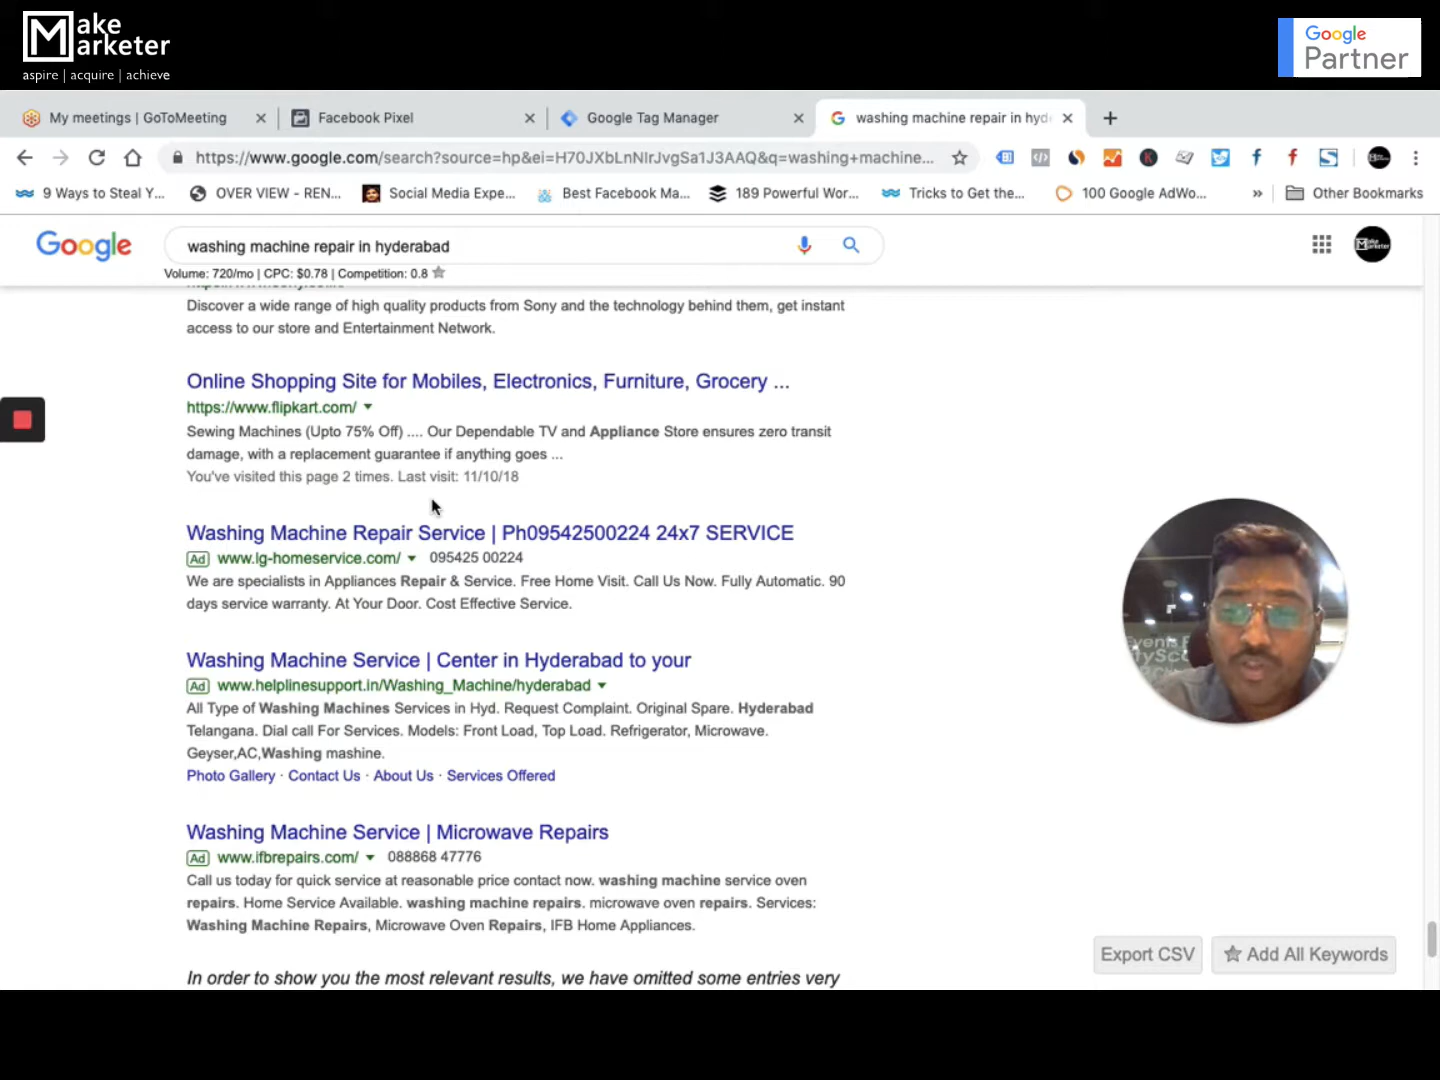 Make
Marketer
aspire | acquire | achieve
Google
Partner
My meetings | GoToMeeting
Facebook Pixel
Google Tag Manager
washing machine repair in hyd
https://www.google.com/search?source=hp&ei=H70JXbLnNIrJvgSa1J3AAQ&q=washing+machine...
9 Ways to Steal Y...
OVER VIEW - REN...
Social Media Expe...
Best Facebook Ma...
189 Powerful Wor...
Tricks to Get the...
100 Google AdWo...
»
Other Bookmarks
Google
washing machine repair in hyderabad
Volume: 720/mo | CPC: $0.78 | Competition: 0.8
Discover a wide range of high quality products from Sony and the technology behind them, get instant
access to our store and Entertainment Network.
Online Shopping Site for Mobiles, Electronics, Furniture, Grocery ...
https://www.flipkart.com/
Sewing Machines (Upto 75% Off) .... Our Dependable TV and Appliance Store ensures zero transit
damage, with a replacement guarantee if anything goes ...
You've visited this page 2 times. Last visit: 11/10/18
Washing Machine Repair Service | Ph09542500224 24x7 SERVICE
Ad www.lg-homeservice.com/ 095425 00224
We are specialists in Appliances Repair & Service. Free Home Visit. Call Us Now. Fully Automatic. 90
days service warranty. At Your Door. Cost Effective Service.
Washing Machine Service | Center in Hyderabad to your
Ad www.helplinesupport.in/Washing_Machine/hyderabad
All Type of Washing Machines Services in Hyd. Request Complaint. Original Spare. Hyderabad
Telangana. Dial call For Services. Models: Front Load, Top Load. Refrigerator, Microwave.
Geyser,AC,Washing mashine.
Photo Gallery · Contact Us · About Us · Services Offered
Washing Machine Service | Microwave Repairs
Ad www.ifbrepairs.com/ 088868 47776
Call us today for quick service at reasonable price contact now. washing machine service oven
repairs. Home Service Available. washing machine repairs. microwave oven repairs. Services:
Washing Machine Repairs, Microwave Oven Repairs, IFB Home Appliances.
Export CSV
Add All Keywords
In order to show you the most relevant results, we have omitted some entries very